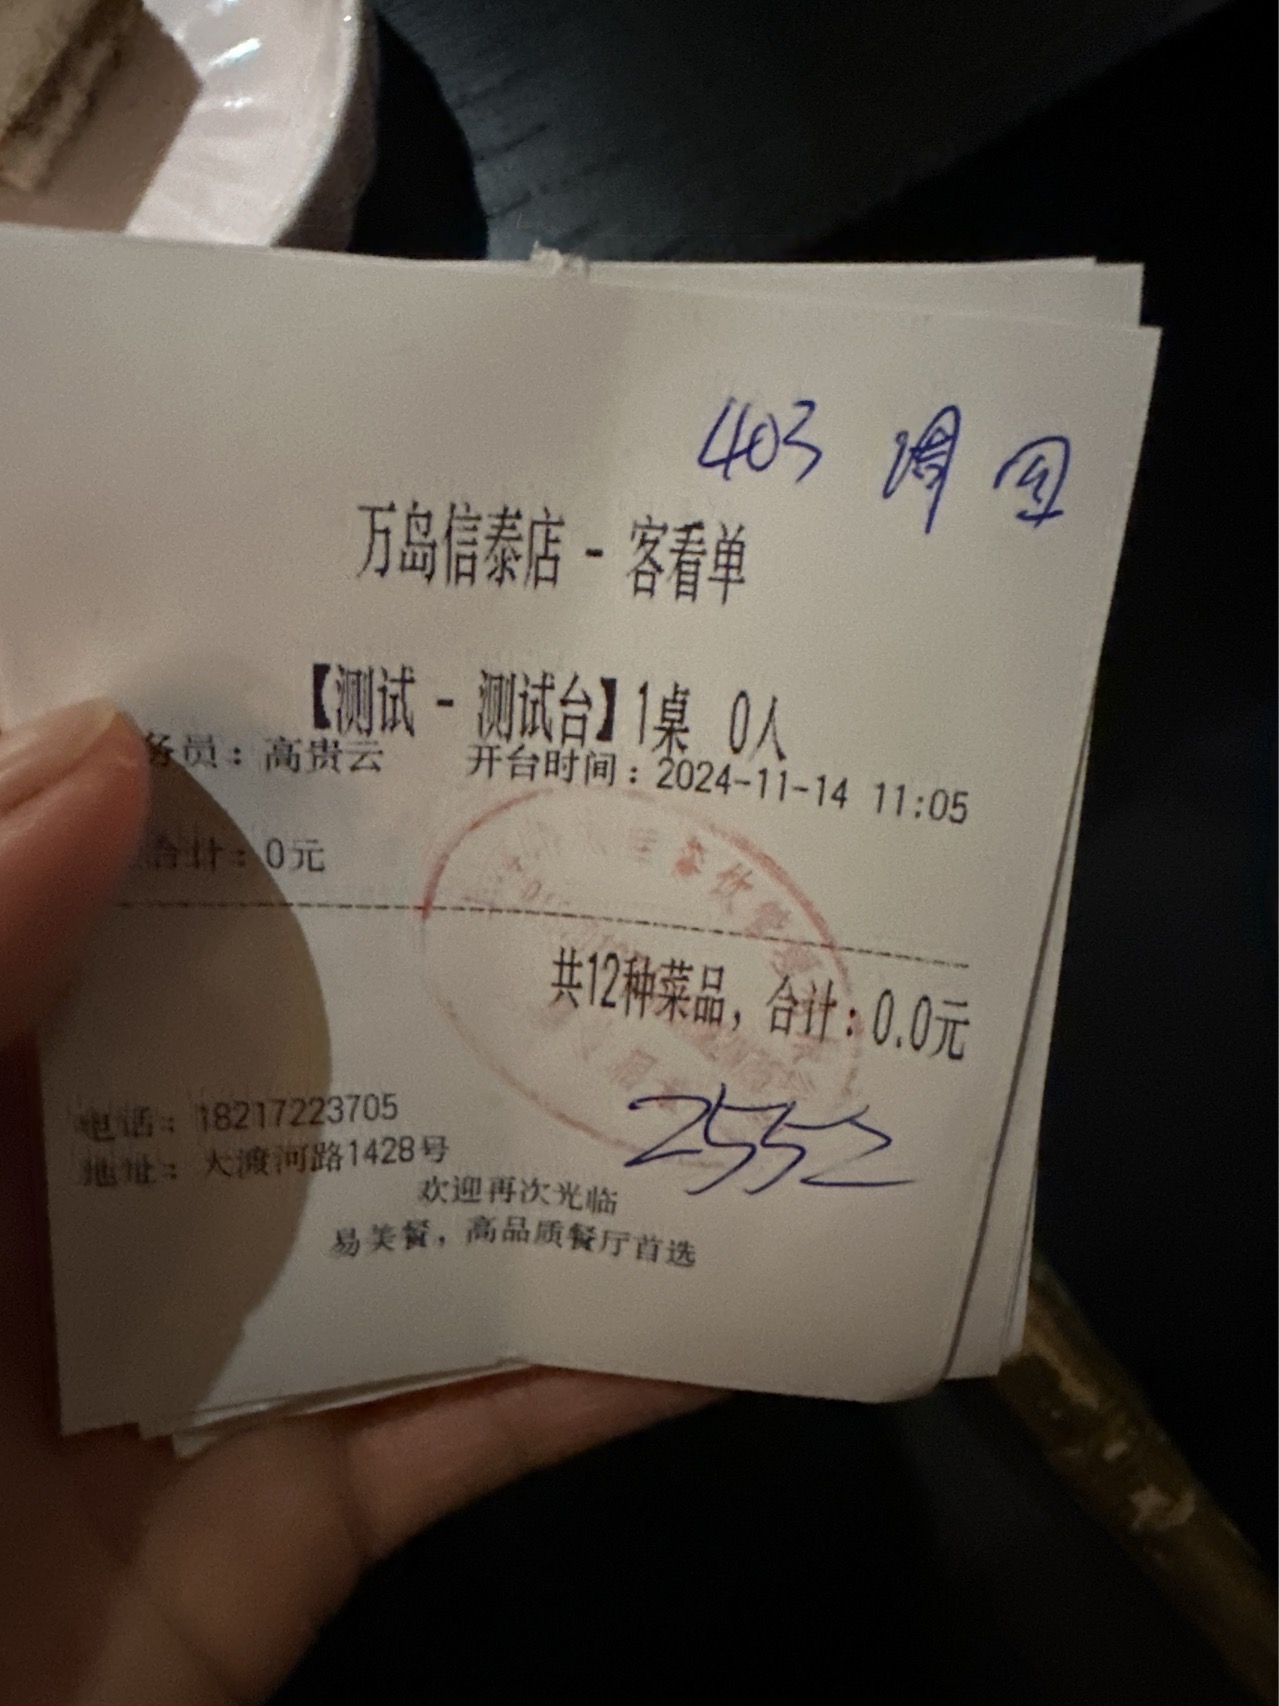 403
万岛信泰店 - 客看单
【测试 - 测试台】1桌 0人
务员：高贵云 开台时间：2024-11-14 11:05
合计：0元
共12种菜品，合计：0.0元
2552
电话：18217223705
地址：大渡河路1428号
欢迎再次光临
易美餐，高品质餐厅首选